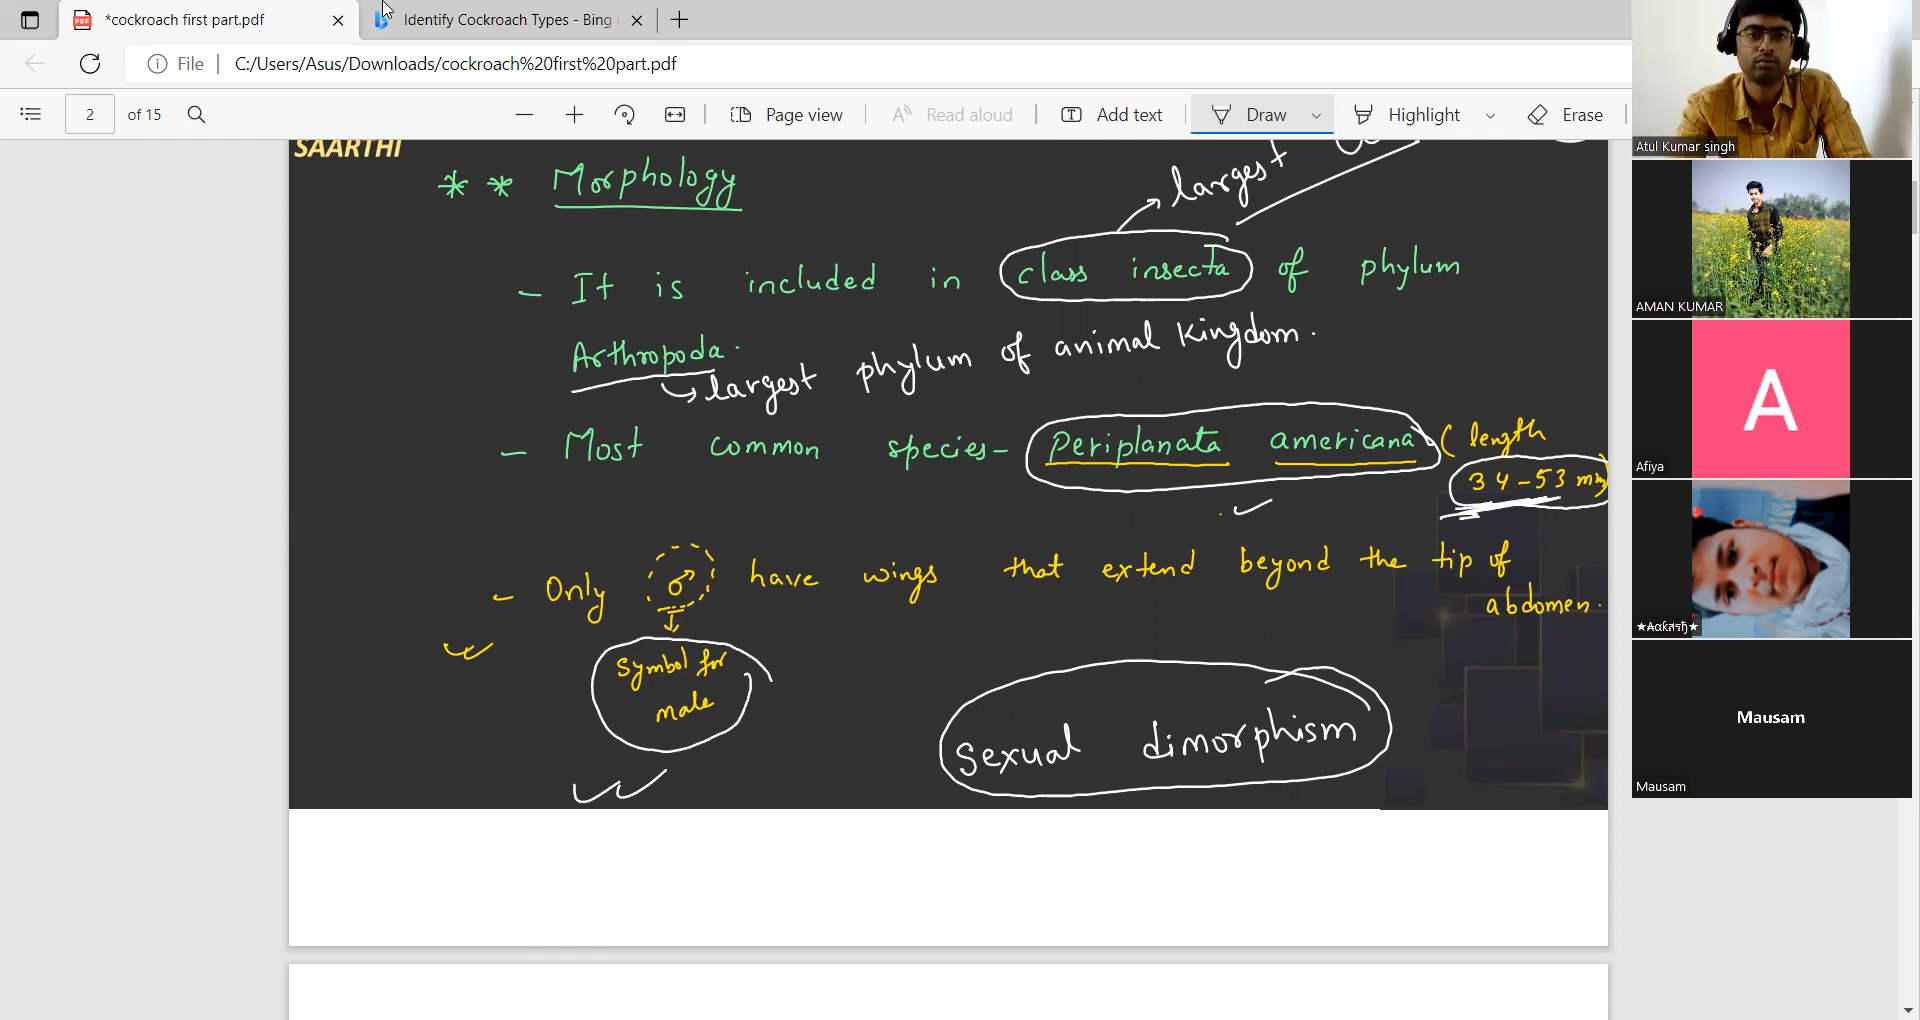 *cockroach first part.pdf
Identify Cockroach Types - Bing
File C:/Users/Asus/Downloads/cockroach%20first%20part.pdf
2 of 15 Page view Read aloud Add text Draw Highlight Erase
SAARTHI
** Morphology
largest
- It is included in class insecta of phylum
Arthropoda.
largest phylum of animal kingdom.
- Most common species- periplanata americana (length
34-53 mm)
- Only ♂ have wings that extend beyond the tip of
abdomen.
symbol for
male
sexual dimorphism
Atul Kumar singh
AMAN KUMAR
A
Afiya
Mausam
Mausam